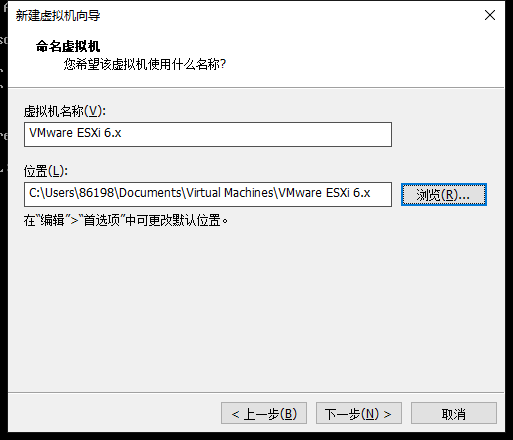 新建虚拟机向导
命名虚拟机
您希望该虚拟机使用什么名称?
虚拟机名称(V):
VMware ESXi 6.x
位置(L):
C:\Users\86198\Documents\Virtual Machines\VMware ESXi 6.x
浏览(R)...
在“编辑”>“首选项”中可更改默认位置。
< 上一步(B)
下一步(N) >
取消